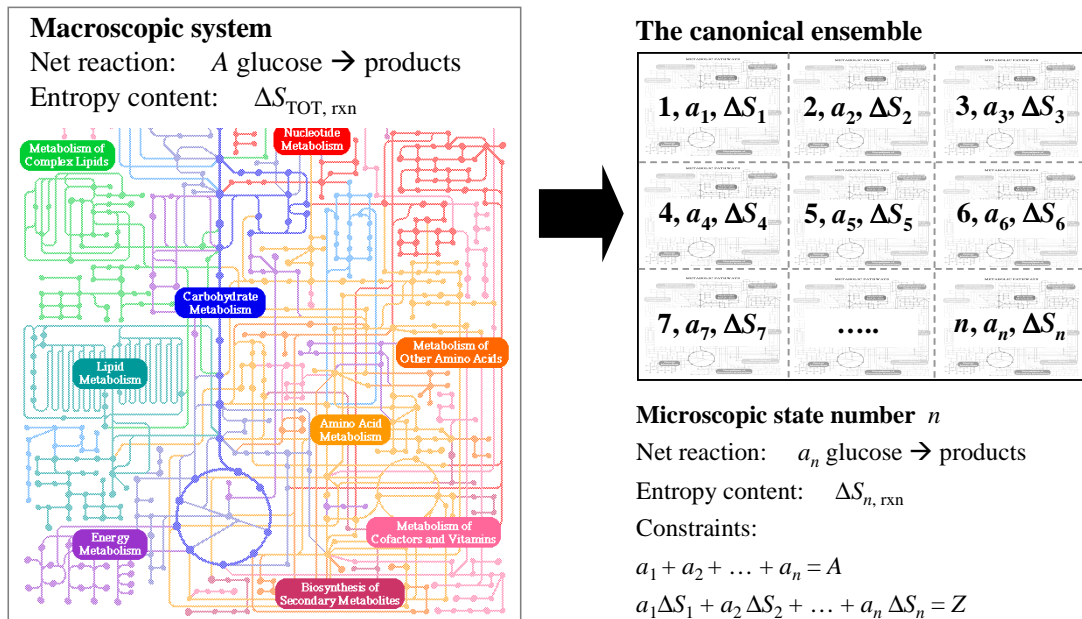 Macroscopic system
Net reaction: A glucose → products
Entropy content: ΔS_TOT, rxn
Nucleotide
Metabolism
Metabolism of
Complex Lipids
Carbohydrate
Metabolism
Metabolism of
Other Amino Acids
Lipid
Metabolism
Amino Acid
Metabolism
Metabolism of
Cofactors and Vitamins
Energy
Metabolism
Biosynthesis of
Secondary Metabolites
The canonical ensemble
1, a₁, ΔS₁ 2, a₂, ΔS₂ 3, a₃, ΔS₃
4, a₄, ΔS₄ 5, a₅, ΔS₅ 6, a₆, ΔS₆
7, a₇, ΔS₇ ..... n, aₙ, ΔSₙ
Microscopic state number n
Net reaction: aₙ glucose → products
Entropy content: ΔS_n, rxn
Constraints:
a₁ + a₂ + … + aₙ = A
a₁ΔS₁ + a₂ ΔS₂ + … + aₙ ΔSₙ = Z